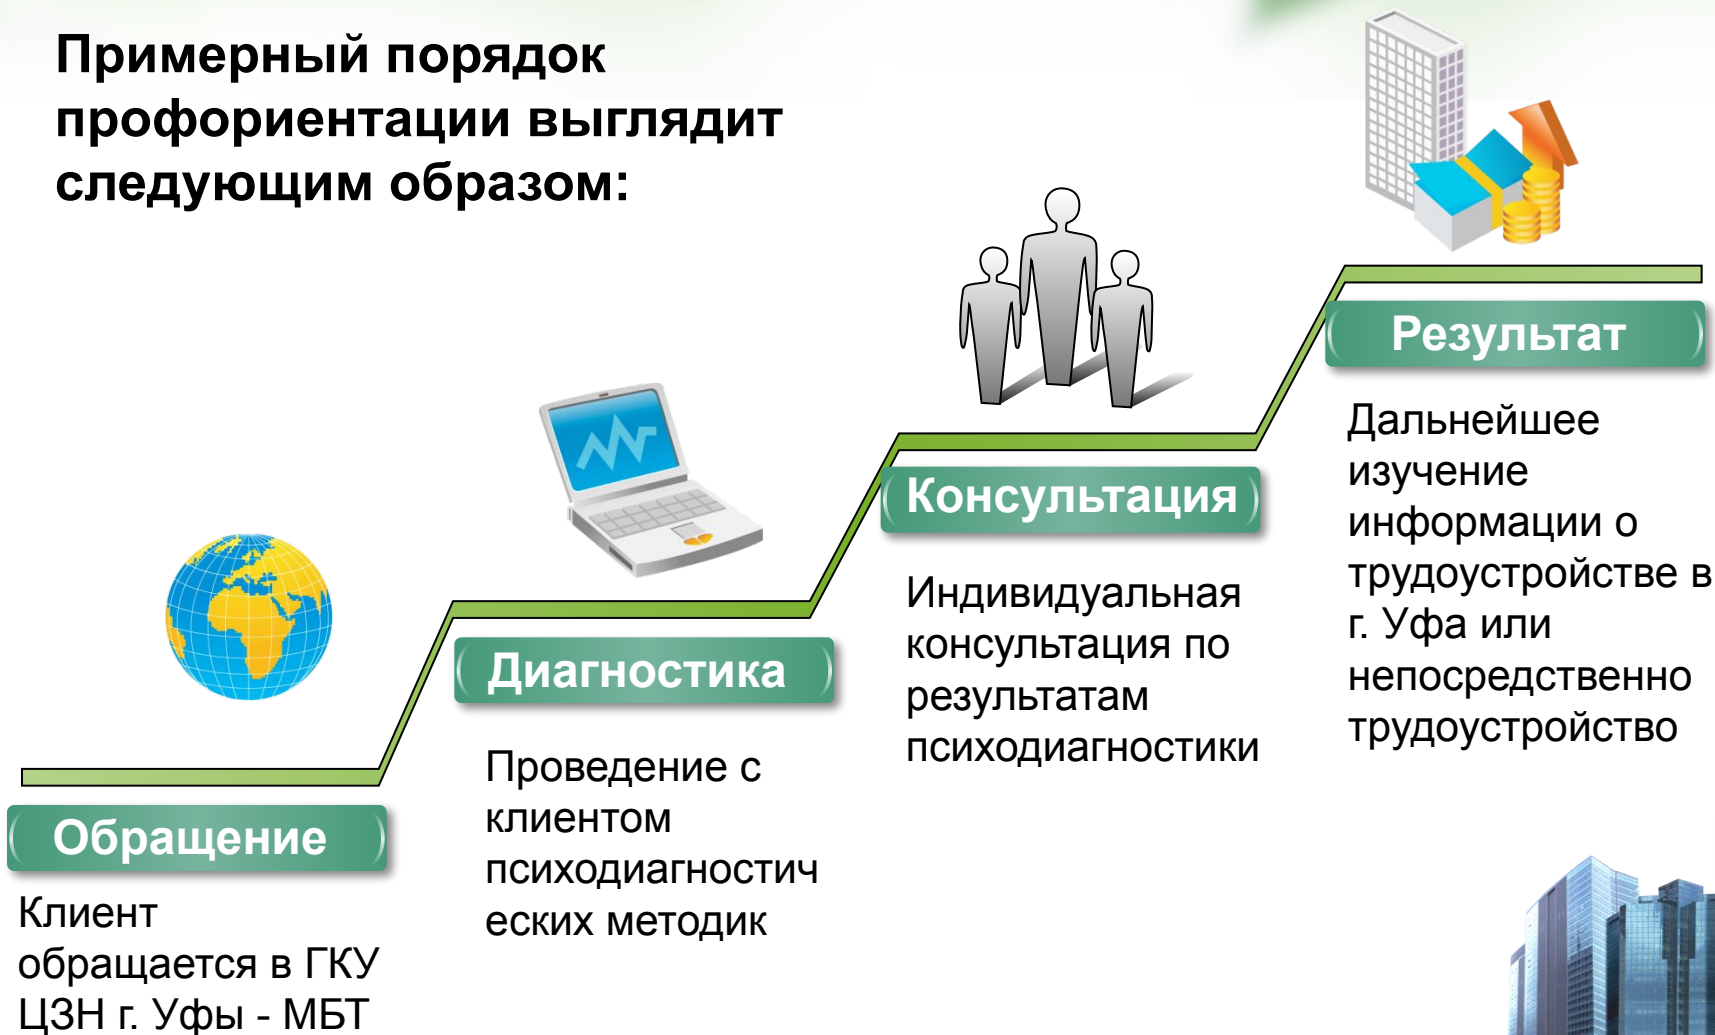 Примерный порядок
профориентации выглядит
следующим образом:
Обращение
Клиент
обращается в ГКУ
ЦЗН г. Уфы - МБТ
Диагностика
Проведение с
клиентом
психодиагностич
еских методик
Консультация
Индивидуальная
консультация по
результатам
психодиагностики
Результат
Дальнейшее
изучение
информации о
трудоустройстве в
г. Уфа или
непосредственно
трудоустройство